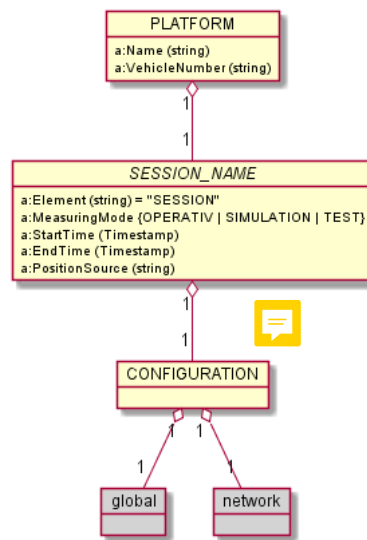 PLATFORM
a:Name (string)
a:VehicleNumber (string)
1
1
SESSION_NAME
a:Element (string) = "SESSION"
a:MeasuringMode {OPERATIV | SIMULATION | TEST}
a:StartTime (Timestamp)
a:EndTime (Timestamp)
a:PositionSource (string)
1
1
CONFIGURATION
1 1
1 1
global network